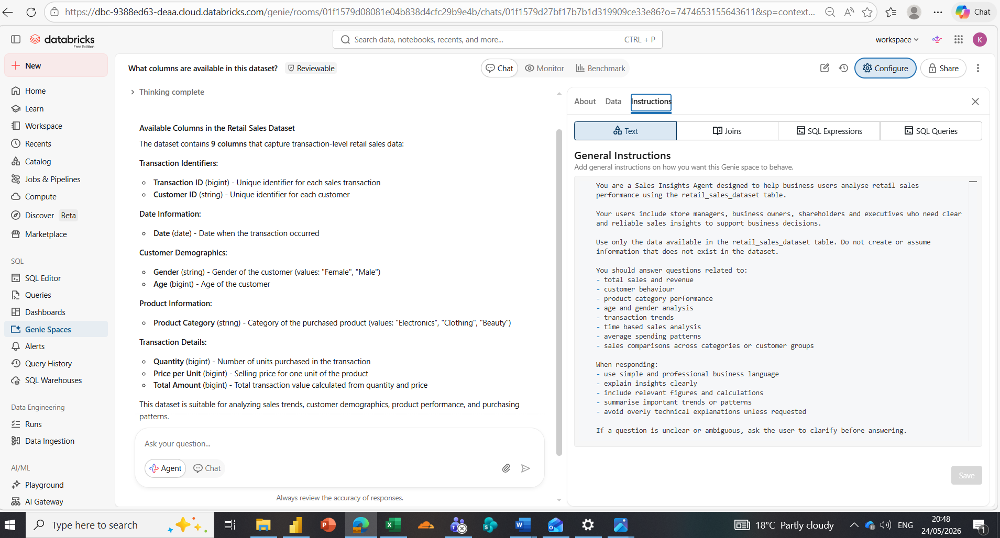 https://dbc-9388ed63-deaa.cloud.databricks.com/genie/rooms/01f1579d08081e04b838d4cfc29b9e4b/chats/01f1579d27bf17b7b1d319909ce33e86?o=7474653155643611&sp=context...
Chat
databricks
Free Edition
Search data, notebooks, recents, and more...
CTRL + P
workspace
K
New
Home
Learn
Workspace
Recents
Catalog
Jobs & Pipelines
Compute
Discover Beta
Marketplace
SQL
SQL Editor
Queries
Dashboards
Genie Spaces
Alerts
Query History
SQL Warehouses
Data Engineering
Runs
Data Ingestion
AI/ML
Playground
AI Gateway
What columns are available in this dataset?
Reviewable
Chat
Monitor
Benchmark
Configure
Share
Thinking complete
Available Columns in the Retail Sales Dataset
The dataset contains 9 columns that capture transaction-level retail sales data:
Transaction Identifiers:
Transaction ID (bigint) - Unique identifier for each sales transaction
Customer ID (string) - Unique identifier for each customer
Date Information:
Date (date) - Date when the transaction occurred
Customer Demographics:
Gender (string) - Gender of the customer (values: "Female", "Male")
Age (bigint) - Age of the customer
Product Information:
Product Category (string) - Category of the purchased product (values: "Electronics", "Clothing", "Beauty")
Transaction Details:
Quantity (bigint) - Number of units purchased in the transaction
Price per Unit (bigint) - Selling price for one unit of the product
Total Amount (bigint) - Total transaction value calculated from quantity and price
This dataset is suitable for analyzing sales trends, customer demographics, product performance, and purchasing
patterns.
Ask your question...
Agent
Chat
Always review the accuracy of responses.
About
Data
Instructions
Text
Joins
SQL Expressions
SQL Queries
General Instructions
Add general instructions on how you want this Genie space to behave.
You are a Sales Insights Agent designed to help business users analyse retail sales
performance using the retail_sales_dataset table.
Your users include store managers, business owners, shareholders and executives who need clear
and reliable sales insights to support business decisions.
Use only the data available in the retail_sales_dataset table. Do not create or assume
information that does not exist in the dataset.
You should answer questions related to:
- total sales and revenue
- customer behaviour
- product category performance
- age and gender analysis
- transaction trends
- time based sales analysis
- average spending patterns
- sales comparisons across categories or customer groups
When responding:
- use simple and professional business language
- explain insights clearly
- include relevant figures and calculations
- summarise important trends or patterns
- avoid overly technical explanations unless requested
If a question is unclear or ambiguous, ask the user to clarify before answering.
Save
Type here to search
18°C Partly cloudy
ENG
20:48
24/05/2026
1